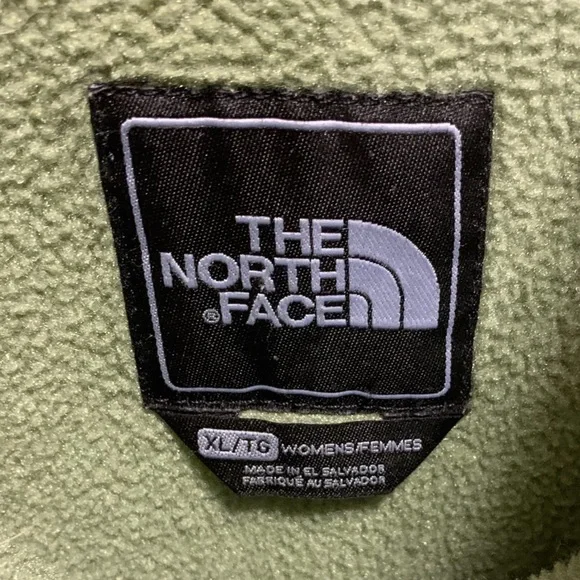 THE
NORTH
®FACE
XL/TG WOMENS/FEMMES
MADE IN EL SALVADOR
FABRIQUÉ AU SALVADOR